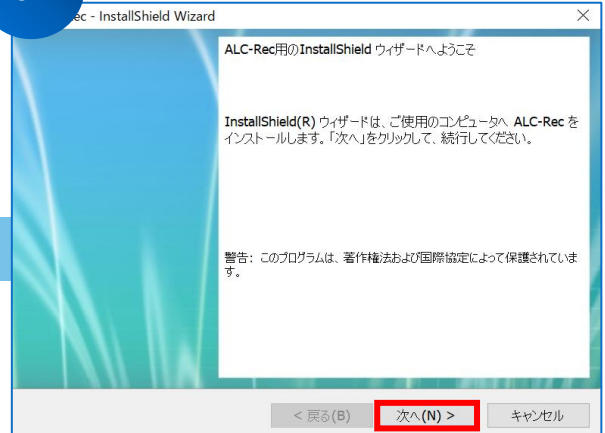 ec - InstallShield Wizard
ALC-Rec用のInstallShield ウィザードへようこそ
InstallShield(R) ウィザードは、ご使用のコンピュータへ ALC-Rec を
インストールします。「次へ」をクリックして、続行してください。
警告: このプログラムは、著作権法および国際協定によって保護されていま
す。
< 戻る(B)
次へ(N) >
キャンセル